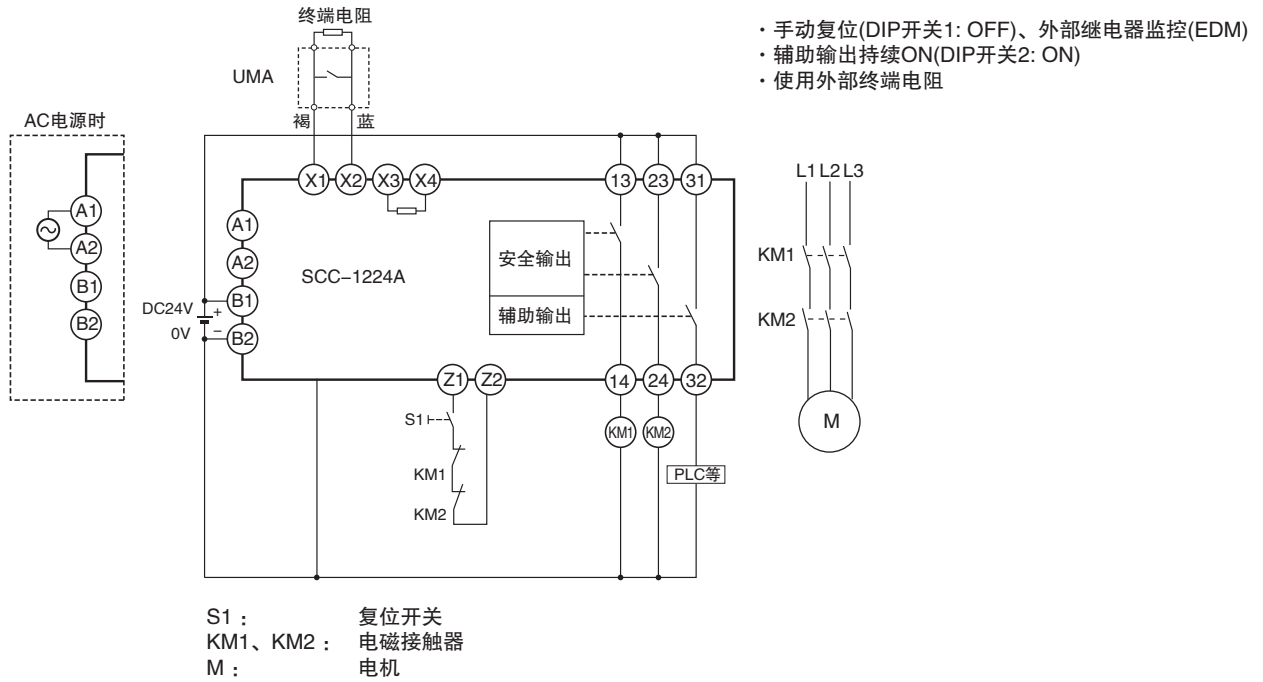 终端电阻
UMA
褐 蓝
・手动复位(DIP开关1: OFF)、外部继电器监控(EDM)
・辅助输出持续ON(DIP开关2: ON)
・使用外部终端电阻
AC电源时
A1
A2
B1
B2
X1 X2 X3 X4
13 23 31
A1
A2
B1
B2
DC24V
+
0V
−
SCC−1224A
安全输出
辅助输出
Z1 Z2
14 24 32
S1
KM1
KM2
KM1 KM2
PLC等
L1 L2 L3
KM1
KM2
M
S1： 复位开关
KM1、KM2： 电磁接触器
M： 电机